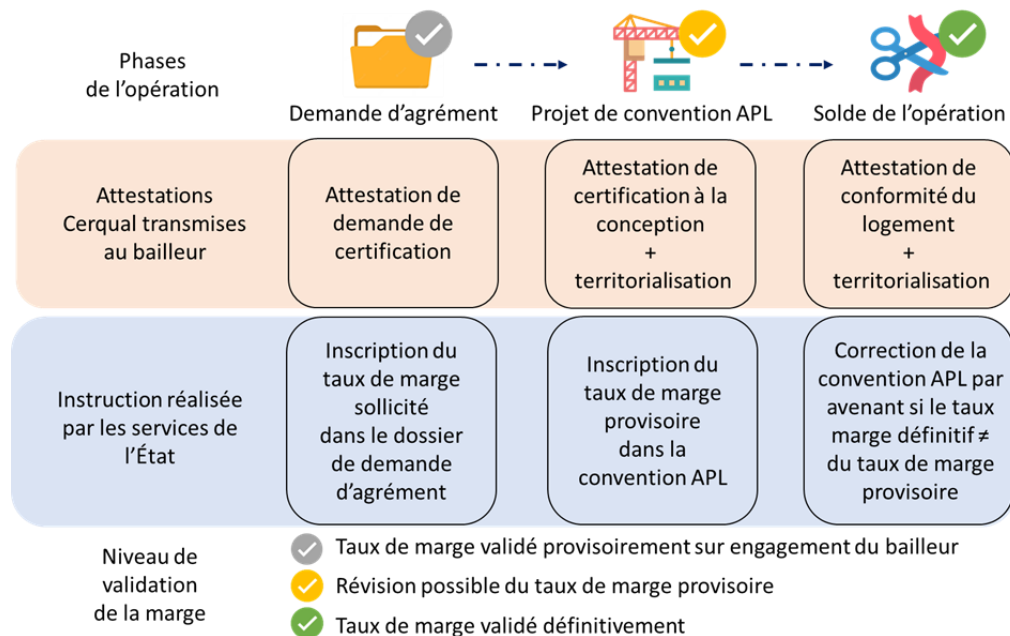 Phases
de l'opération
Demande d'agrément
Projet de convention APL
Solde de l'opération
Attestations
Cerqual transmises
au bailleur
Attestation de
demande de
certification
Attestation de
certification à la
conception
+
territorialisation
Attestation de
conformité du
logement
+
territorialisation
Instruction réalisée
par les services de
l'État
Inscription du
taux de marge
sollicité
dans le dossier
de demande
d'agrément
Inscription du
taux de marge
provisoire
dans la
convention APL
Correction de la
convention APL par
avenant si le taux
marge définitif ≠
du taux de marge
provisoire
Niveau de
validation
de la marge
Taux de marge validé provisoirement sur engagement du bailleur
Révision possible du taux de marge provisoire
Taux de marge validé définitivement